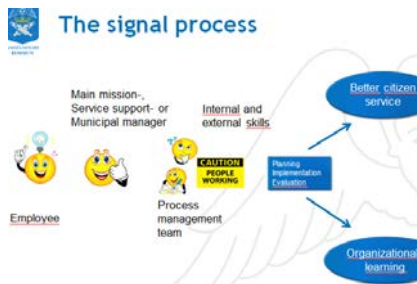 The signal process
Main mission-,
Service support- or
Municipal manager
Internal and
external skills
Better citizen
service
CAUTION
PEOPLE
WORKING
Planning
Implementation
Evaluation
Employee
Process
management
team
Organizational
learning